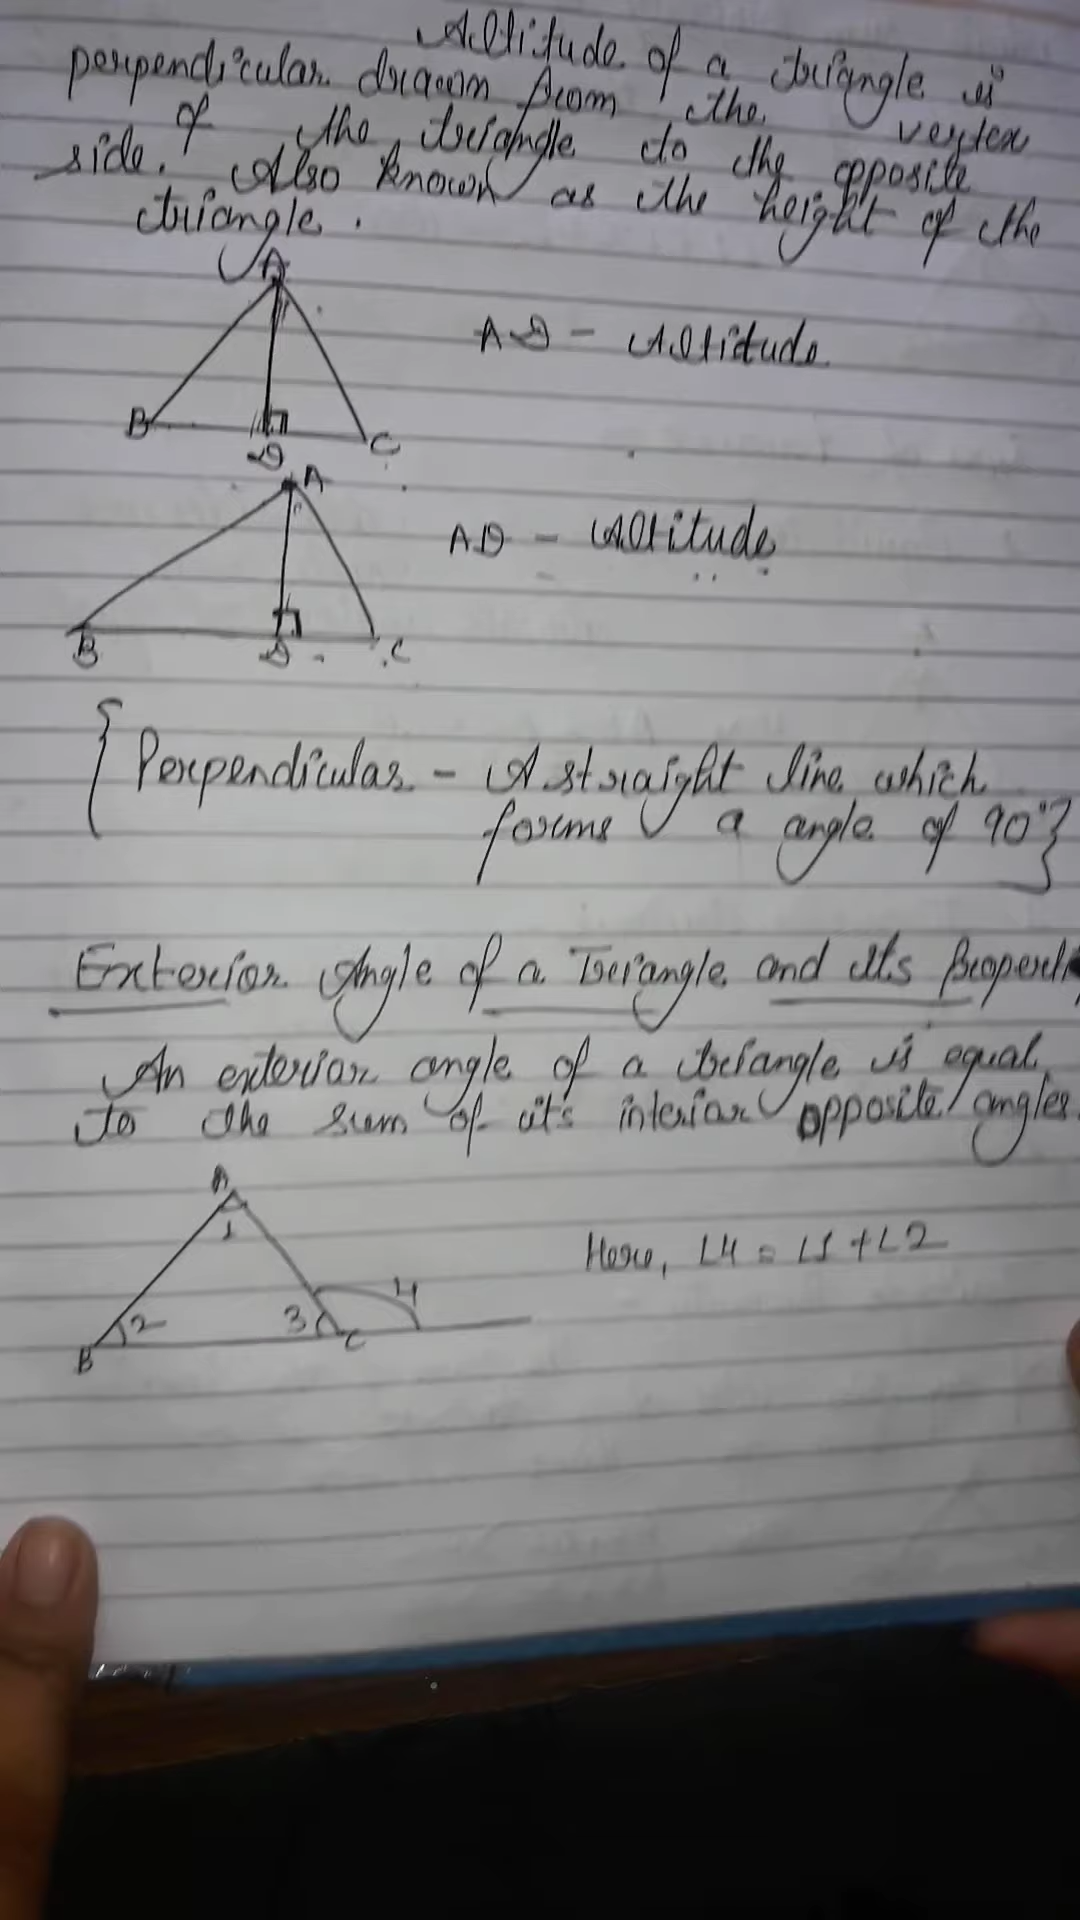 Altitude of a triangle is
perpendicular drawn from the vertex
of the triangle to the opposite
side. Also known as the height of the
triangle.
A
B
D
C
AD - Altitude
A
B
D
C
AD - Altitude
{Perpendicular - A straight line which
forms a angle of 90°}
Exterior Angle of a Triangle and Its
An exterior angle of a triangle is equal
to the sum of its interior opposite angles.
A
1
2
3
4
B
C
Here, ∠4 = ∠1 + ∠2